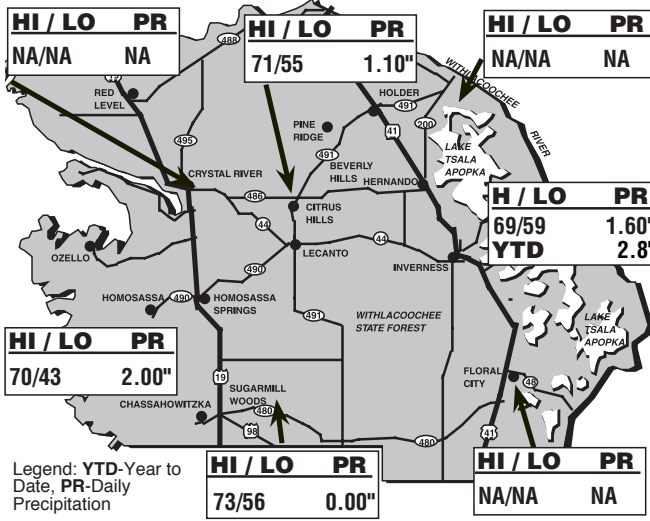 HI / LO PR
NA/NA NA
HI / LO PR
71/55 1.10"
HI / LO PR
NA/NA NA
488
RED
LEVEL
HOLDER
491
WITHLACOOCHEE
RIVER
PINE
RIDGE
41
200
495
491
LAKE
TSALA
APOPKA
BEVERLY
HILLS
CRYSTAL RIVER
HERNANDO
486
H / LO PR
69/59 1.60"
YTD 2.8"
CITRUS
HILLS
44
44
OZELLO
LECANTO
INVERNESS
490
HOMOSASSA
490
HOMOSASSA
SPRINGS
491
WITHLACOOCHEE
STATE FOREST
LAKE
TSALA
APOPKA
HI / LO PR
70/43 2.00"
19
FLORAL
CITY
48
SUGARMILL
WOODS
CHASSAHOWITZKA
480
98
480
41
Legend: YTD-Year to
Date, PR-Daily
Precipitation
HI / LO PR
73/56 0.00"
HI / LO PR
NA/NA NA